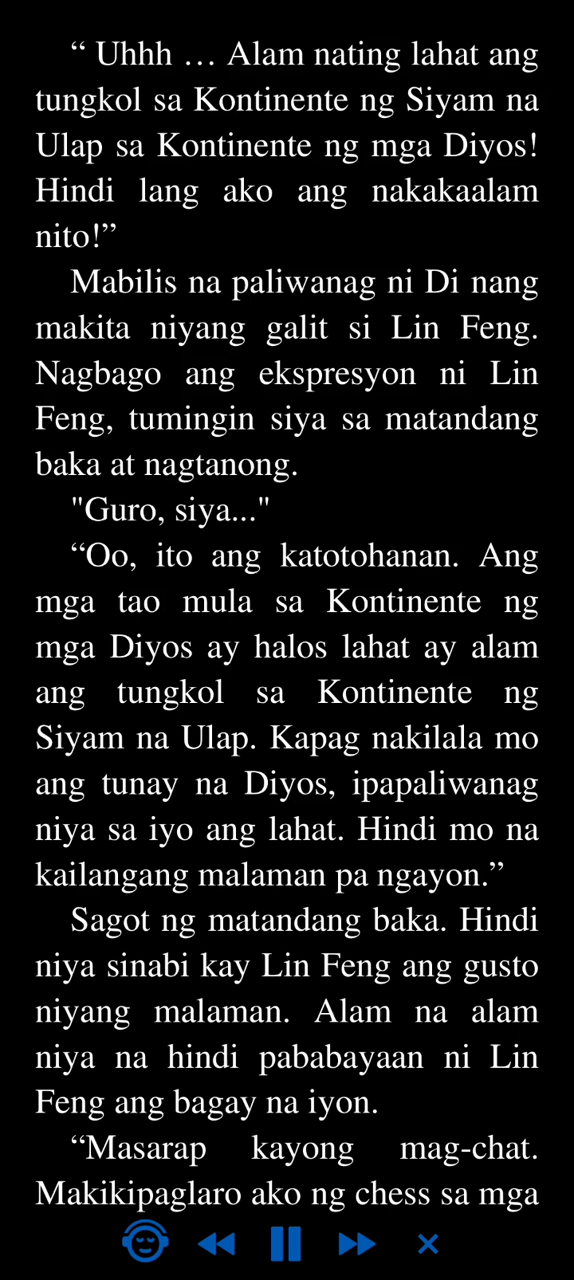 “ Uhhh … Alam nating lahat ang
tungkol sa Kontinente ng Siyam na
Ulap sa Kontinente ng mga Diyos!
Hindi lang ako ang nakakaalam
nito!”
Mabilis na paliwanag ni Di nang
makita niyang galit si Lin Feng.
Nagbago ang ekspresyon ni Lin
Feng, tumingin siya sa matandang
baka at nagtanong.
"Guro, siya..."
“Oo, ito ang katotohanan. Ang
mga tao mula sa Kontinente ng
mga Diyos ay halos lahat ay alam
ang tungkol sa Kontinente ng
Siyam na Ulap. Kapag nakilala mo
ang tunay na Diyos, ipapaliwanag
niya sa iyo ang lahat. Hindi mo na
kailangang malaman pa ngayon.”
Sagot ng matandang baka. Hindi
niya sinabi kay Lin Feng ang gusto
niyang malaman. Alam na alam
niya na hindi pababayaan ni Lin
Feng ang bagay na iyon.
“Masarap kayong mag-chat.
Makikipaglaro ako ng chess sa mga